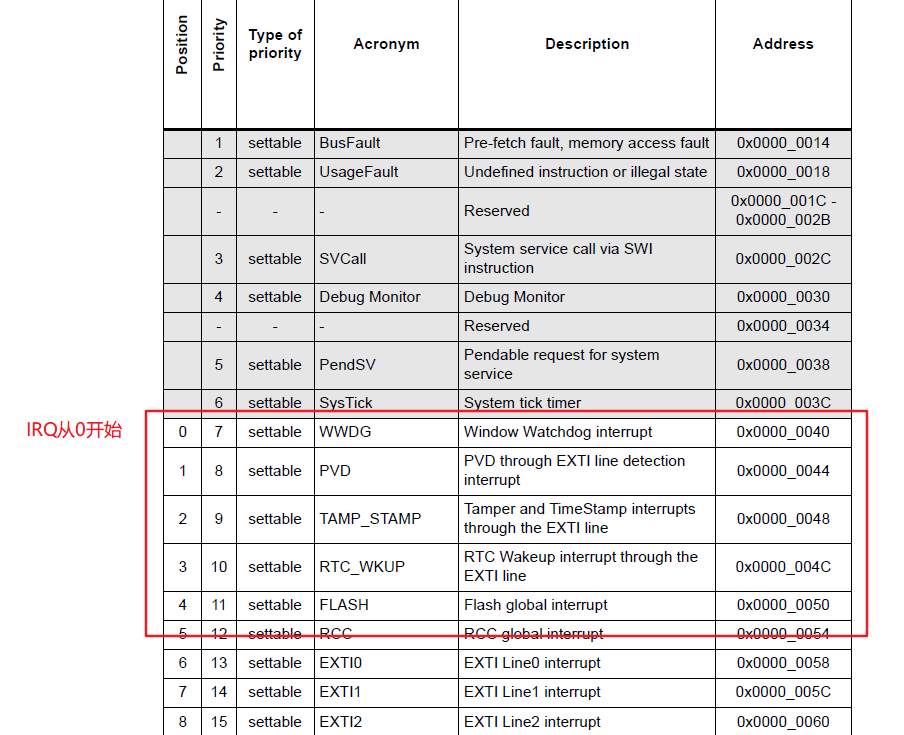 Position Priority Type of priority Acronym Description Address
1 settable BusFault Pre-fetch fault, memory access fault 0x0000_0014
2 settable UsageFault Undefined instruction or illegal state 0x0000_0018
- - - Reserved 0x0000_001C - 0x0000_002B
3 settable SVCall System service call via SWI instruction 0x0000_002C
4 settable Debug Monitor Debug Monitor 0x0000_0030
- - - Reserved 0x0000_0034
5 settable PendSV Pendable request for system service 0x0000_0038
6 settable SysTick System tick timer 0x0000_003C
IRQ从0开始
0 7 settable WWDG Window Watchdog interrupt 0x0000_0040
1 8 settable PVD PVD through EXTI line detection interrupt 0x0000_0044
2 9 settable TAMP_STAMP Tamper and TimeStamp interrupts through the EXTI line 0x0000_0048
3 10 settable RTC_WKUP RTC Wakeup interrupt through the EXTI line 0x0000_004C
4 11 settable FLASH Flash global interrupt 0x0000_0050
5 12 settable RCC RCC global interrupt 0x0000_0054
6 13 settable EXTI0 EXTI Line0 interrupt 0x0000_0058
7 14 settable EXTI1 EXTI Line1 interrupt 0x0000_005C
8 15 settable EXTI2 EXTI Line2 interrupt 0x0000_0060